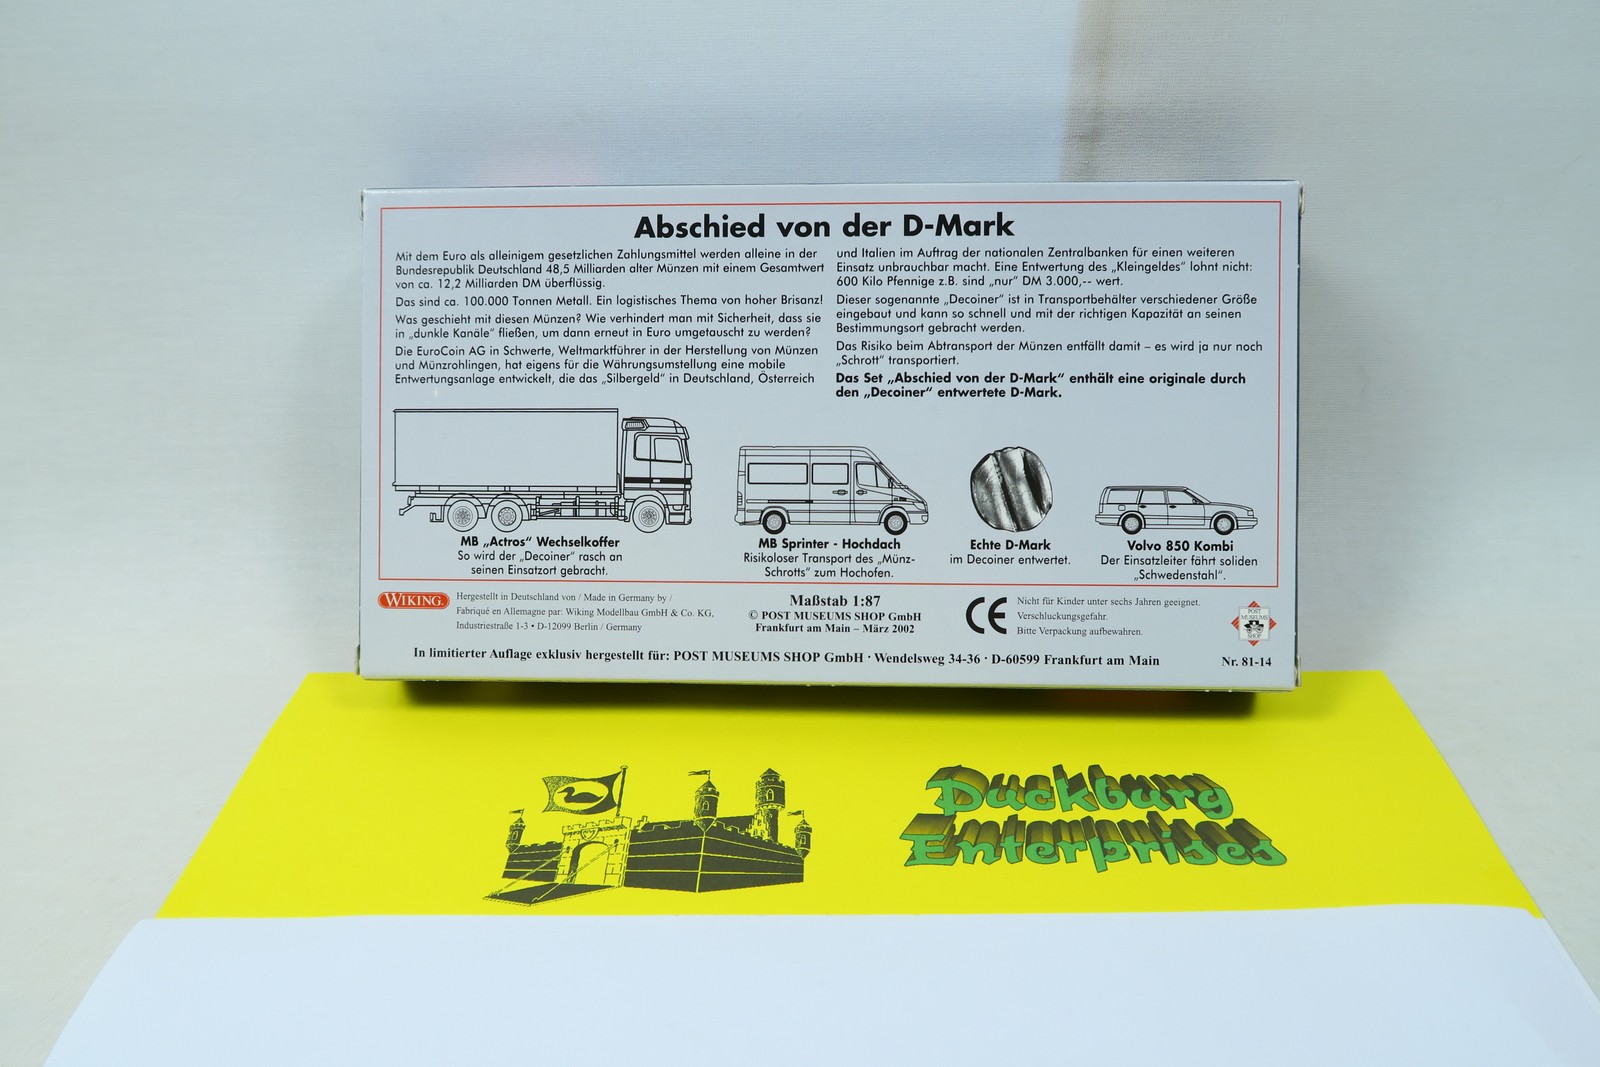 Abschied von der D-Mark
Mit dem Euro als alleinigem gesetzlichen Zahlungsmittel werden alleine in der
Bundesrepublik Deutschland 48,5 Milliarden alter Münzen mit einem Gesamtwert
von ca. 12,2 Milliarden DM überflüssig.
Das sind ca. 100.000 Tonnen Metall. Ein logistisches Thema von hoher Brisanz!
Was geschieht mit diesen Münzen? Wie verhindert man mit Sicherheit, dass sie
in „dunkle Kanäle“ fließen, um dann erneut in Euro umgetauscht zu werden?
Die EuroCoin AG in Schwerte, Weltmarktführer in der Herstellung von Münzen
und Münzrohlingen, hat eigens für die Währungsumstellung eine mobile
Entwertungsanlage entwickelt, die das „Silbergeld“ in Deutschland, Österreich
und Italien im Auftrag der nationalen Zentralbanken für einen weiteren
Einsatz unbrauchbar macht. Eine Entwertung des „Kleingeldes“ lohnt nicht:
600 Kilo Pfennige z.B. sind „nur“ DM 3.000,-- wert.
Dieser sogenannte „Decoiner“ ist in Transportbehälter verschiedener Größe
eingebaut und kann so schnell und mit der richtigen Kapazität an seinen
Bestimmungsort gebracht werden.
Das Risiko beim Abtransport der Münzen entfällt damit – es wird ja nur noch
„Schrott“ transportiert.
Das Set „Abschied von der D-Mark“ enthält eine originale durch
den „Decoiner“ entwertete D-Mark.
MB „Actros“ Wechselkoffer
So wird der „Decoiner“ rasch an
seinen Einsatzort gebracht.
MB Sprinter - Hochdach
Risikoloser Transport des „Münz-
Schrotts“ zum Hochofen.
Echte D-Mark
im Decoiner entwertet.
Volvo 850 Kombi
Der Einsatzleiter fährt soliden
„Schwedenstahl“.
WIKING.
Hergestellt in Deutschland von / Made in Germany by /
Fabriqué en Allemagne par: Wiking Modellbau GmbH & Co. KG,
Industriestraße 1-3 • D-12099 Berlin / Germany
Maßstab 1:87
© POST MUSEUMS SHOP GmbH
Frankfurt am Main – März 2002
CE
Nicht für Kinder unter sechs Jahren geeignet.
Verschluckungsgefahr.
Bitte Verpackung aufbewahren.
POST
MUSEUMS
SHOP
In limitierter Auflage exklusiv hergestellt für: POST MUSEUMS SHOP GmbH · Wendelsweg 34-36 · D-60599 Frankfurt am Main
Nr. 81-14
Duckburg
Enterprises